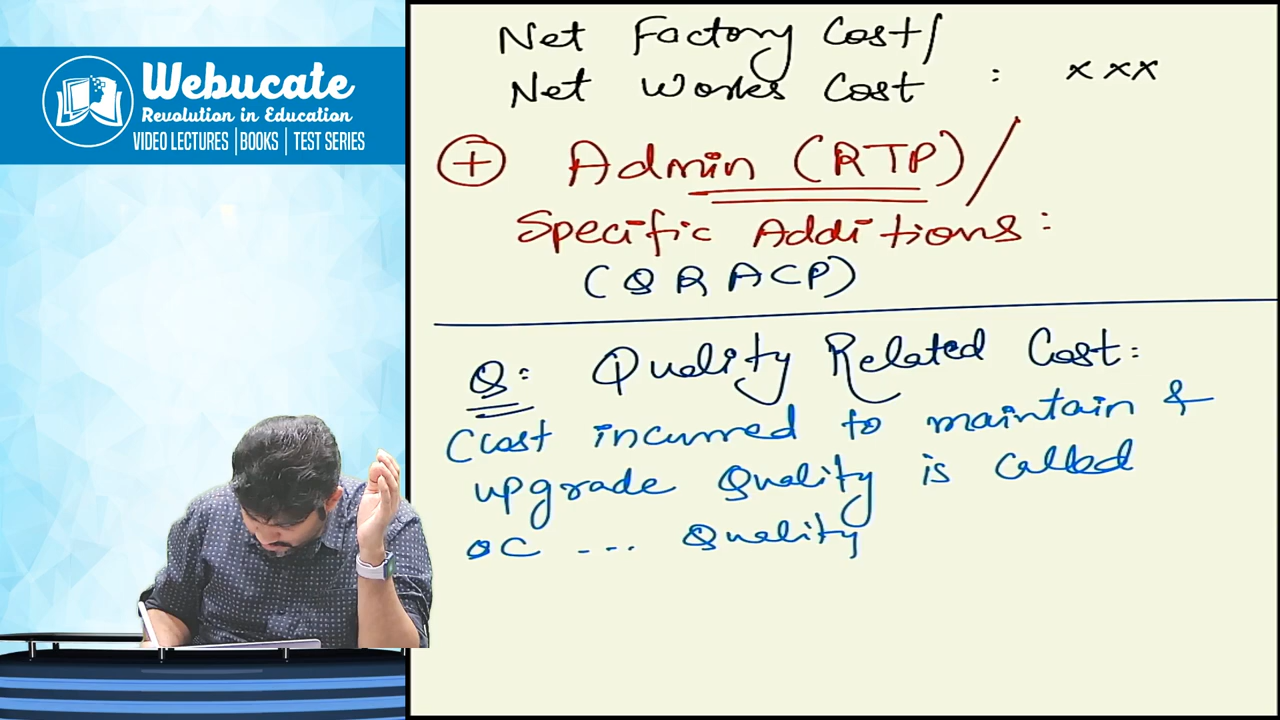 Webucate
Revolution in Education
VIDEO LECTURES | BOOKS | TEST SERIES
Net Factory Cost/
Net Works Cost : xxx
+ Admin (RTP)/
Specific Additions:
(QRACP)
Q: Quality Related Cost:
Cost incurred to maintain &
upgrade Quality is called
QC --- Quality